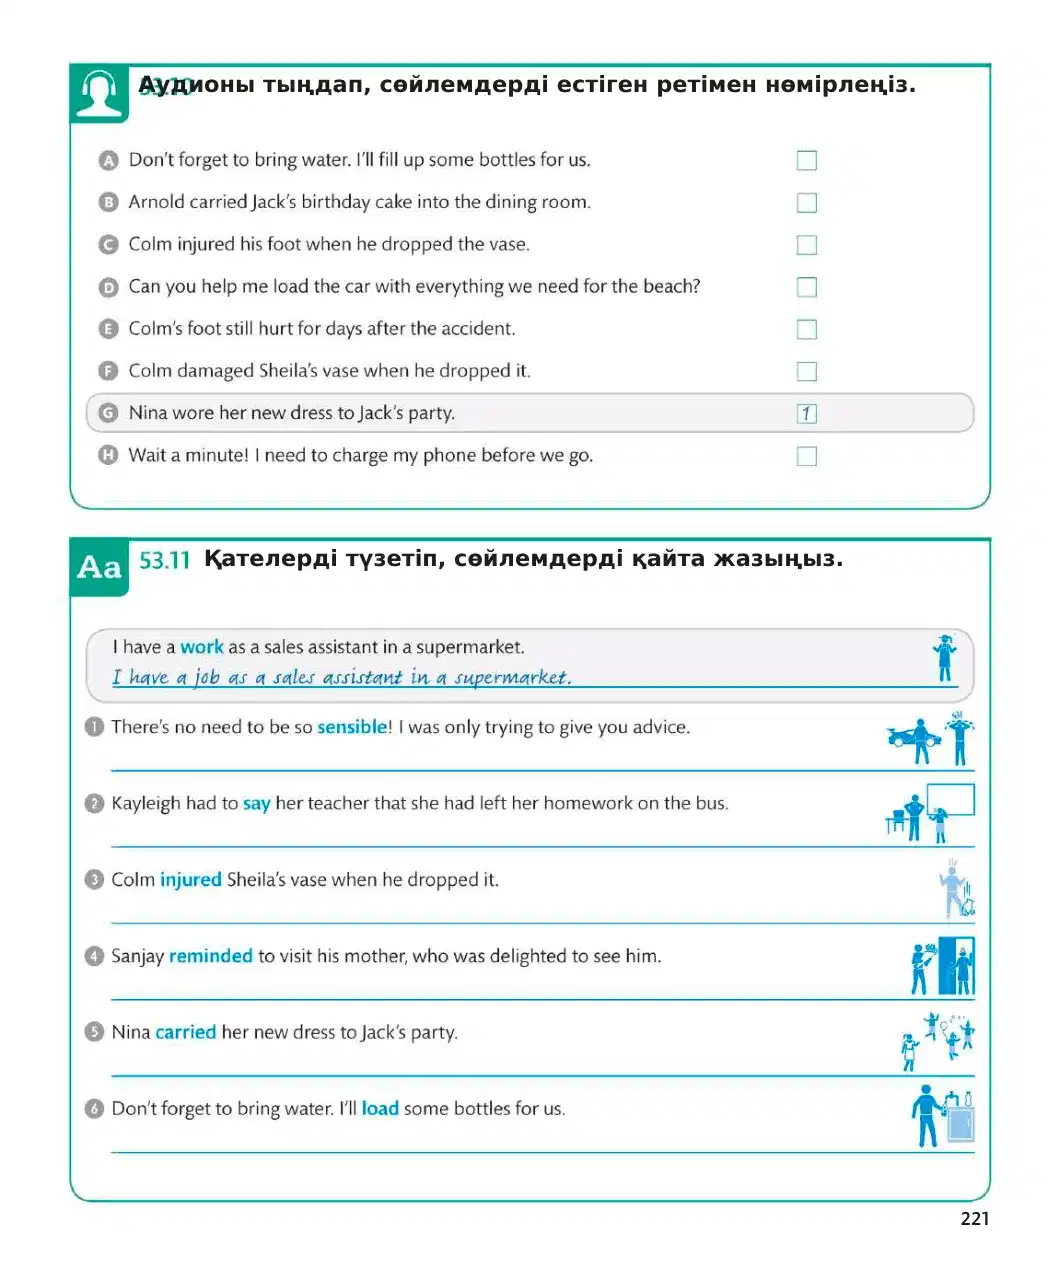 Аудионы тыңдап, сөйлемдерді естіген ретімен нөмірлеңіз.
A Don't forget to bring water. I'll fill up some bottles for us.
B Arnold carried Jack's birthday cake into the dining room.
C Colm injured his foot when he dropped the vase.
D Can you help me load the car with everything we need for the beach?
E Colm's foot still hurt for days after the accident.
F Colm damaged Sheila's vase when he dropped it.
G Nina wore her new dress to Jack's party. 1
H Wait a minute! I need to charge my phone before we go.
Aa 53.11 Қателерді түзетіп, сөйлемдерді қайта жазыңыз.
I have a work as a sales assistant in a supermarket.
I have a job as a sales assistant in a supermarket.
1 There's no need to be so sensible! I was only trying to give you advice.
2 Kayleigh had to say her teacher that she had left her homework on the bus.
3 Colm injured Sheila's vase when he dropped it.
4 Sanjay reminded to visit his mother, who was delighted to see him.
5 Nina carried her new dress to Jack's party.
6 Don't forget to bring water. I'll load some bottles for us.
221